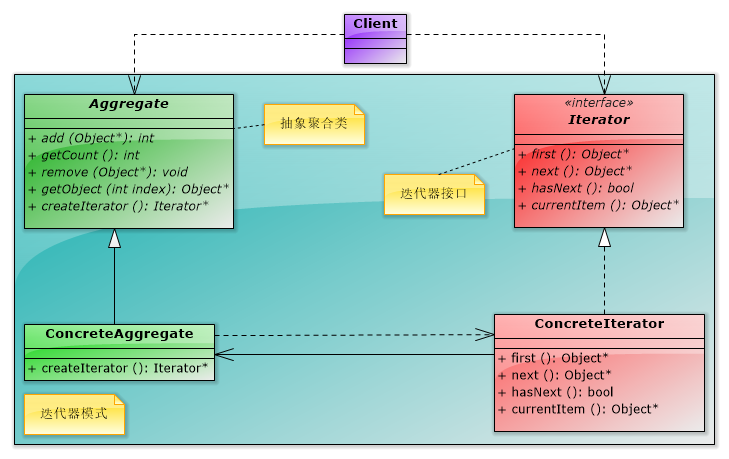 Client
Aggregate
+ add (Object*): int
+ getCount (): int
+ remove (Object*): void
+ getObject (int index): Object*
+ createIterator (): Iterator*
抽象聚合类
«interface»
Iterator
+ first (): Object*
+ next (): Object*
+ hasNext (): bool
+ currentItem (): Object*
迭代器接口
ConcreteAggregate
+ createIterator (): Iterator*
ConcreteIterator
+ first (): Object*
+ next (): Object*
+ hasNext (): bool
+ currentItem (): Object*
迭代器模式